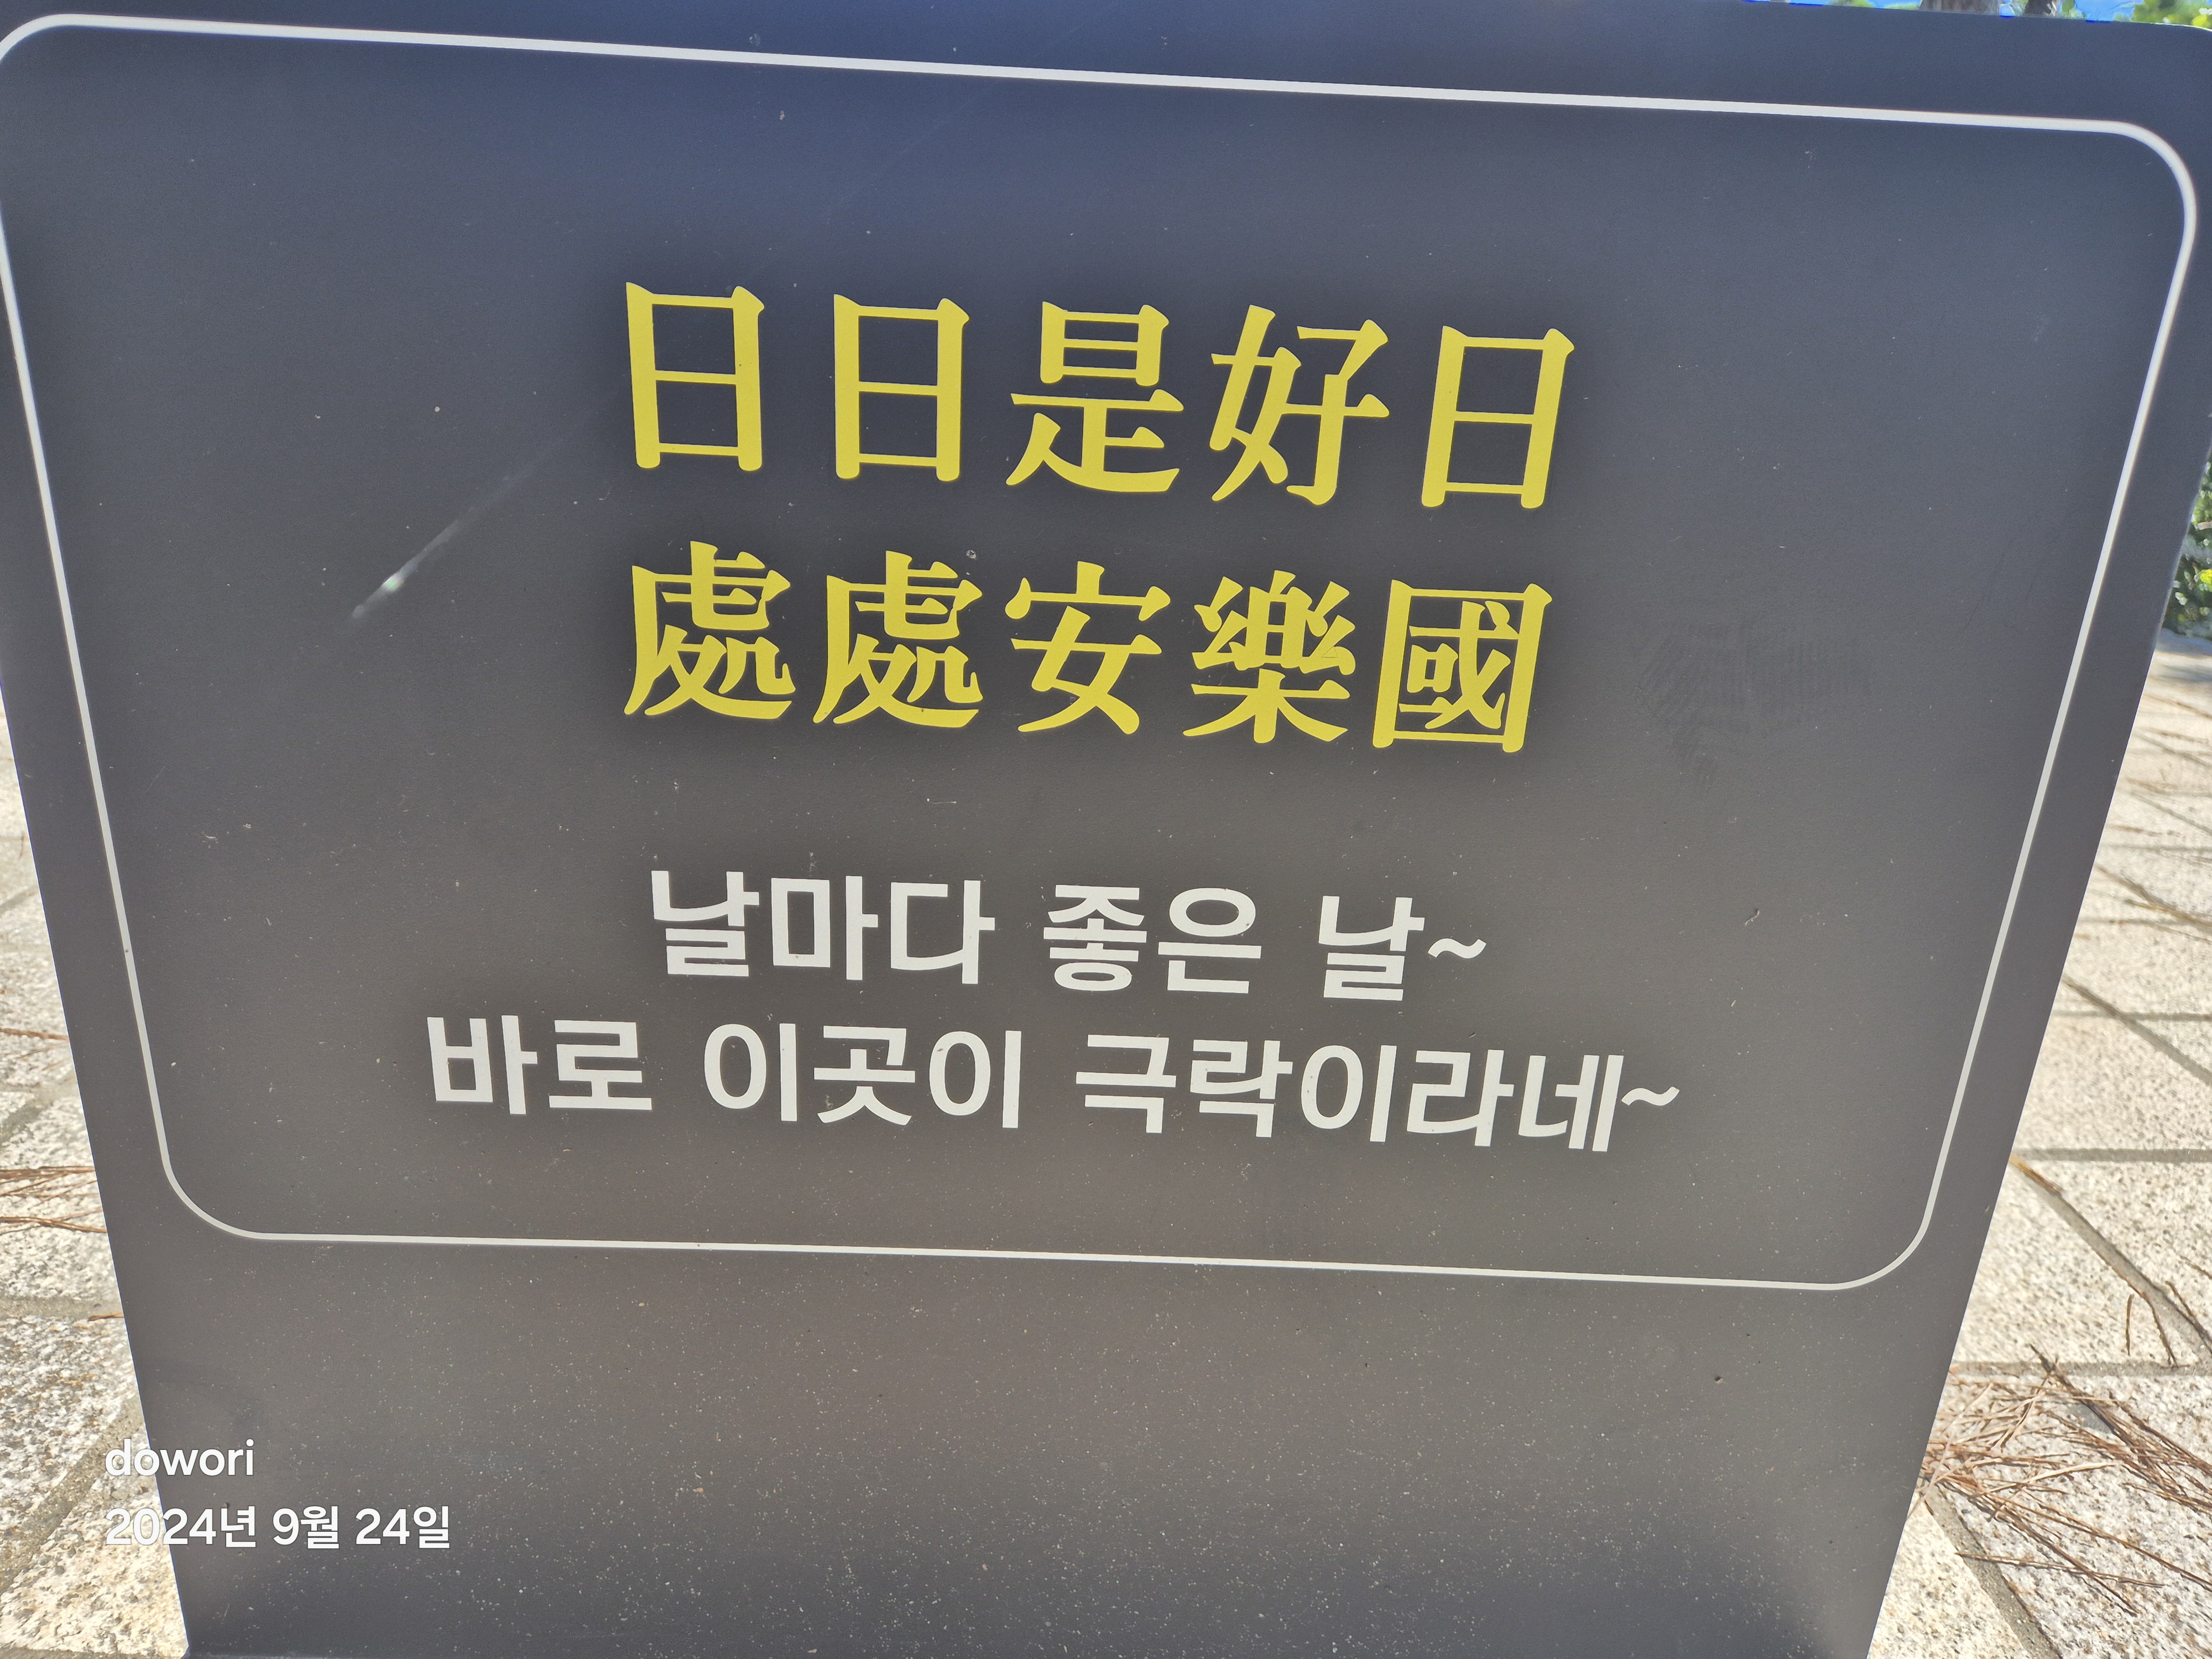 日日是好日
處處安樂國
날마다 좋은 날~
바로 이곳이 극락이라네~
dowori
2024년 9월 24일